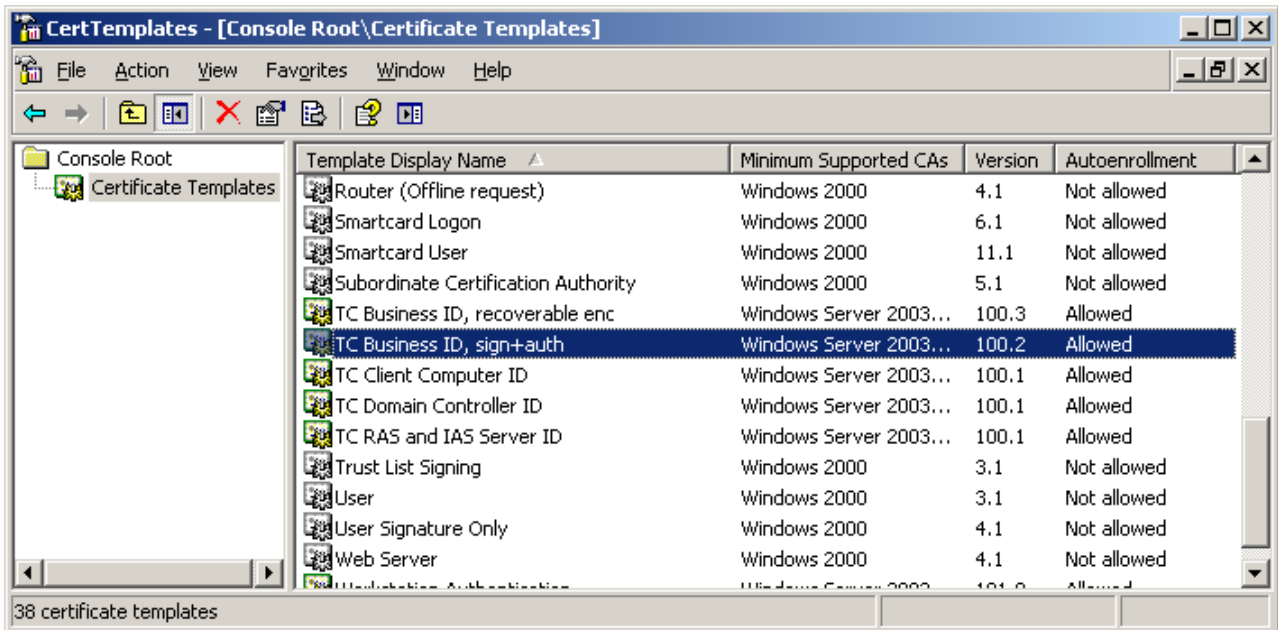 CertTemplates - [Console Root\Certificate Templates]
File Action View Favorites Window Help
Console Root
Certificate Templates
Template Display Name Minimum Supported CAs Version Autoenrollment
Router (Offline request) Windows 2000 4.1 Not allowed
Smartcard Logon Windows 2000 6.1 Not allowed
Smartcard User Windows 2000 11.1 Not allowed
Subordinate Certification Authority Windows 2000 5.1 Not allowed
TC Business ID, recoverable enc Windows Server 2003... 100.3 Allowed
TC Business ID, sign+auth Windows Server 2003... 100.2 Allowed
TC Client Computer ID Windows Server 2003... 100.1 Allowed
TC Domain Controller ID Windows Server 2003... 100.1 Allowed
TC RAS and IAS Server ID Windows Server 2003... 100.1 Allowed
Trust List Signing Windows 2000 3.1 Not allowed
User Windows 2000 3.1 Not allowed
User Signature Only Windows 2000 4.1 Not allowed
Web Server Windows 2000 4.1 Not allowed
Workstation Authentication Windows Server 2003... Allowed
38 certificate templates